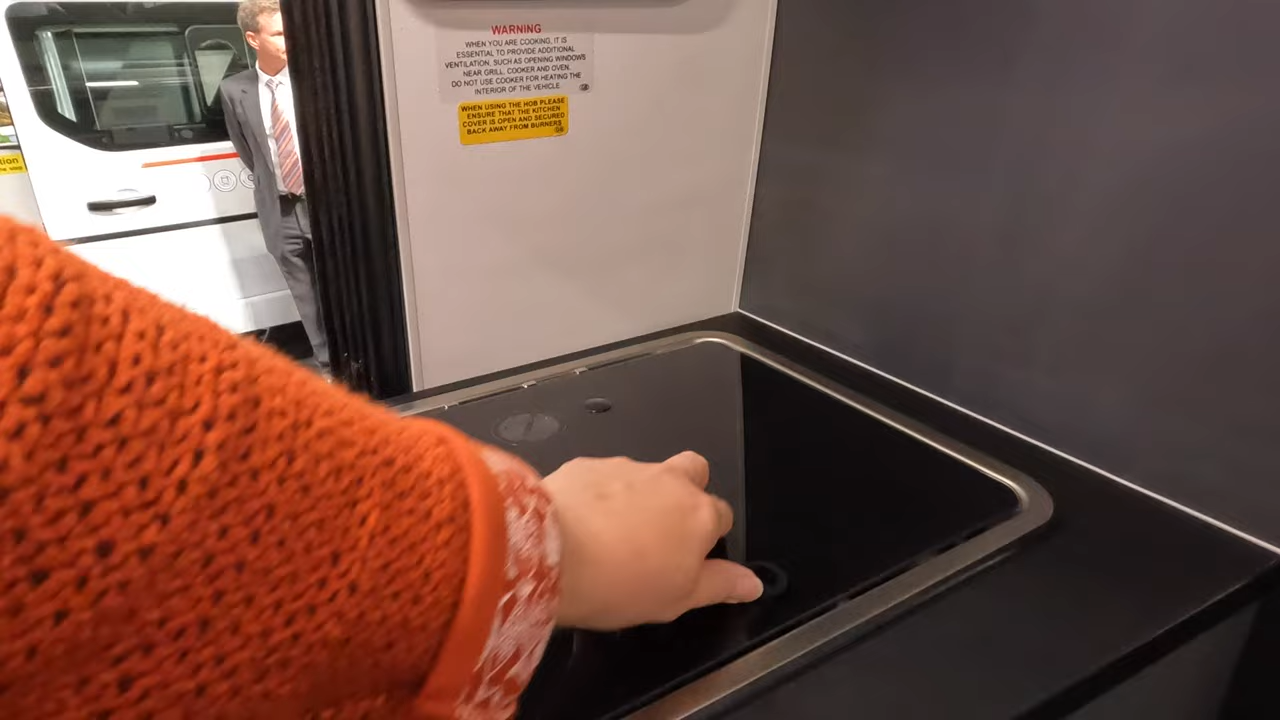 WARNING
WHEN YOU ARE COOKING, IT IS
ESSENTIAL TO PROVIDE ADDITIONAL
VENTILATION, SUCH AS OPENING WINDOWS
NEAR GRILL, COOKER AND OVEN.
DO NOT USE COOKER FOR HEATING THE
INTERIOR OF THE VEHICLE.
WHEN USING THE HOB PLEASE
ENSURE THAT THE KITCHEN
COVER IS OPEN AND SECURED
BACK AWAY FROM BURNERS
tion